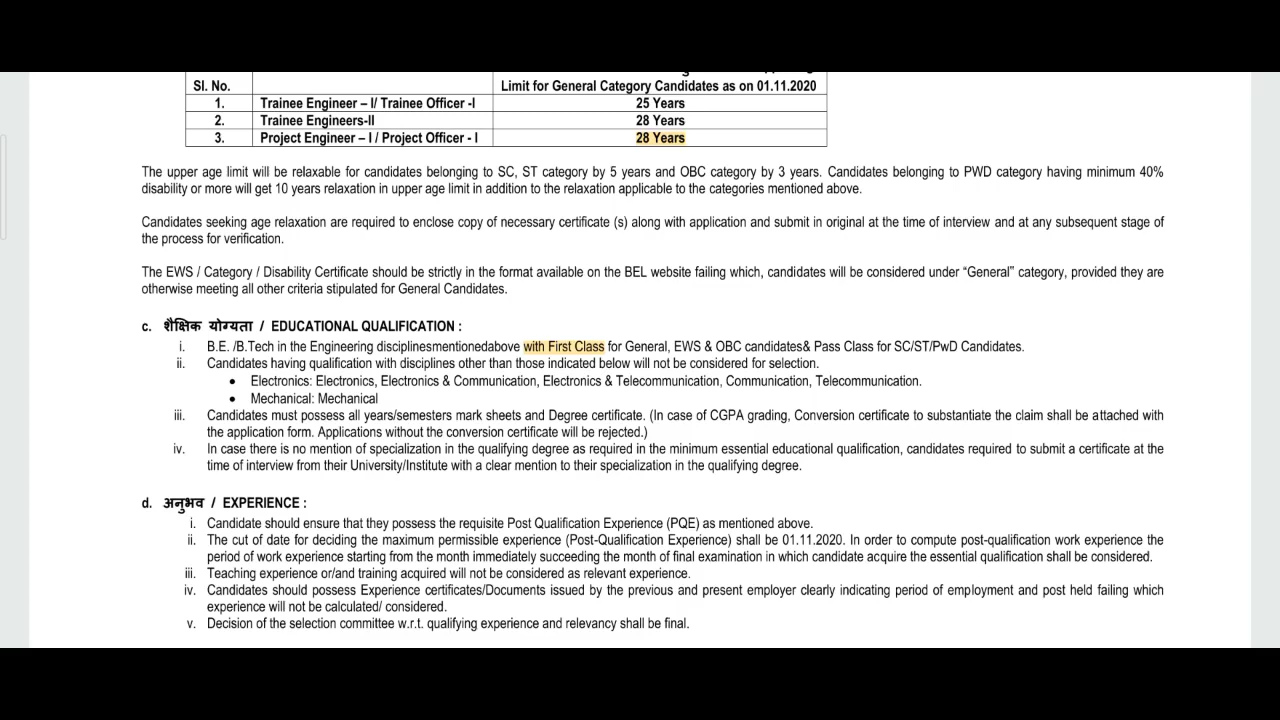 Sl. No.
Limit for General Category Candidates as on 01.11.2020
1. Trainee Engineer – I/ Trainee Officer -I 25 Years
2. Trainee Engineers-II 28 Years
3. Project Engineer – I / Project Officer - I 28 Years
The upper age limit will be relaxable for candidates belonging to SC, ST category by 5 years and OBC category by 3 years. Candidates belonging to PWD category having minimum 40%
disability or more will get 10 years relaxation in upper age limit in addition to the relaxation applicable to the categories mentioned above.
Candidates seeking age relaxation are required to enclose copy of necessary certificate (s) along with application and submit in original at the time of interview and at any subsequent stage of
the process for verification.
The EWS / Category / Disability Certificate should be strictly in the format available on the BEL website failing which, candidates will be considered under “General” category, provided they are
otherwise meeting all other criteria stipulated for General Candidates.
c. शैक्षिक योग्यता / EDUCATIONAL QUALIFICATION :
i. B.E. /B.Tech in the Engineering disciplinesmentionedabove with First Class for General, EWS & OBC candidates& Pass Class for SC/ST/PwD Candidates.
ii. Candidates having qualification with disciplines other than those indicated below will not be considered for selection.
• Electronics: Electronics, Electronics & Communication, Electronics & Telecommunication, Communication, Telecommunication.
• Mechanical: Mechanical
iii. Candidates must possess all years/semesters mark sheets and Degree certificate. (In case of CGPA grading, Conversion certificate to substantiate the claim shall be attached with
the application form. Applications without the conversion certificate will be rejected.)
iv. In case there is no mention of specialization in the qualifying degree as required in the minimum essential educational qualification, candidates required to submit a certificate at the
time of interview from their University/Institute with a clear mention to their specialization in the qualifying degree.
d. अनुभव / EXPERIENCE :
i. Candidate should ensure that they possess the requisite Post Qualification Experience (PQE) as mentioned above.
ii. The cut of date for deciding the maximum permissible experience (Post-Qualification Experience) shall be 01.11.2020. In order to compute post-qualification work experience the
period of work experience starting from the month immediately succeeding the month of final examination in which candidate acquire the essential qualification shall be considered.
iii. Teaching experience or/and training acquired will not be considered as relevant experience.
iv. Candidates should possess Experience certificates/Documents issued by the previous and present employer clearly indicating period of employment and post held failing which
experience will not be calculated/ considered.
v. Decision of the selection committee w.r.t. qualifying experience and relevancy shall be final.